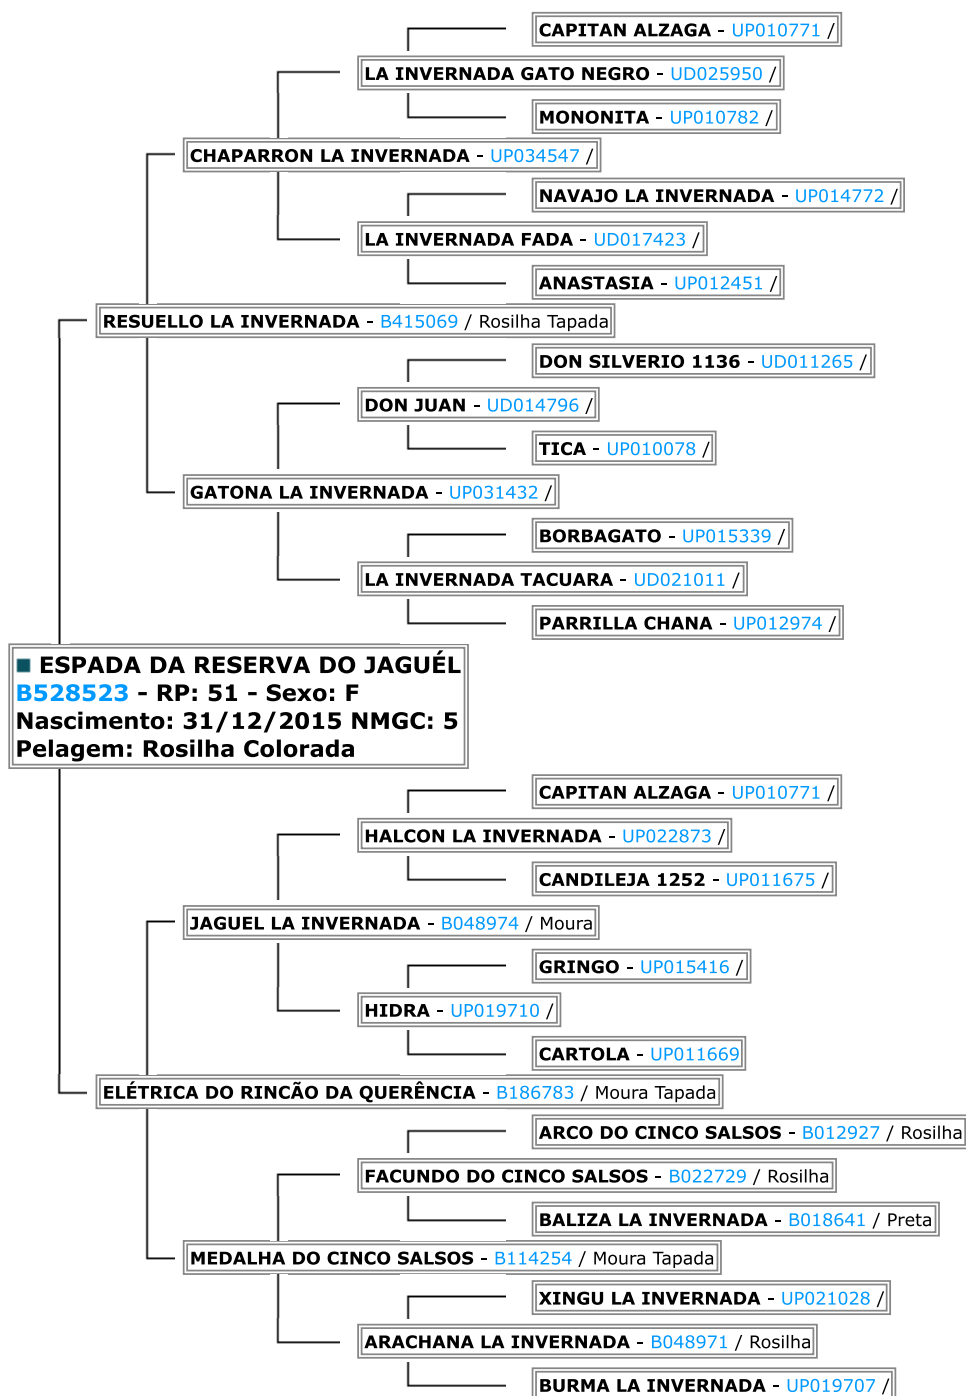 CAPITAN ALZAGA - UP010771 /
LA INVERNADA GATO NEGRO - UD025950 /
MONONITA - UP010782 /
CHAPARRON LA INVERNADA - UP034547 /
NAVAJO LA INVERNADA - UP014772 /
LA INVERNADA FADA - UD017423 /
ANASTASIA - UP012451 /
RESUELLO LA INVERNADA - B415069 / Rosilha Tapada
DON SILVERIO 1136 - UD011265 /
DON JUAN - UD014796 /
TICA - UP010078 /
GATONA LA INVERNADA - UP031432 /
BORBAGATO - UP015339 /
LA INVERNADA TACUARA - UD021011 /
PARRILLA CHANA - UP012974 /
■ ESPADA DA RESERVA DO JAGUÉL
B528523 - RP: 51 - Sexo: F
Nascimento: 31/12/2015 NMGC: 5
Pelagem: Rosilha Colorada
CAPITAN ALZAGA - UP010771 /
HALCON LA INVERNADA - UP022873 /
CANDILEJA 1252 - UP011675 /
JAGUEL LA INVERNADA - B048974 / Moura
GRINGO - UP015416 /
HIDRA - UP019710 /
CARTOLA - UP011669
ELÉTRICA DO RINCÃO DA QUERÊNCIA - B186783 / Moura Tapada
ARCO DO CINCO SALSOS - B012927 / Rosilha
FACUNDO DO CINCO SALSOS - B022729 / Rosilha
BALIZA LA INVERNADA - B018641 / Preta
MEDALHA DO CINCO SALSOS - B114254 / Moura Tapada
XINGU LA INVERNADA - UP021028 /
ARACHANA LA INVERNADA - B048971 / Rosilha
BURMA LA INVERNADA - UP019707 /